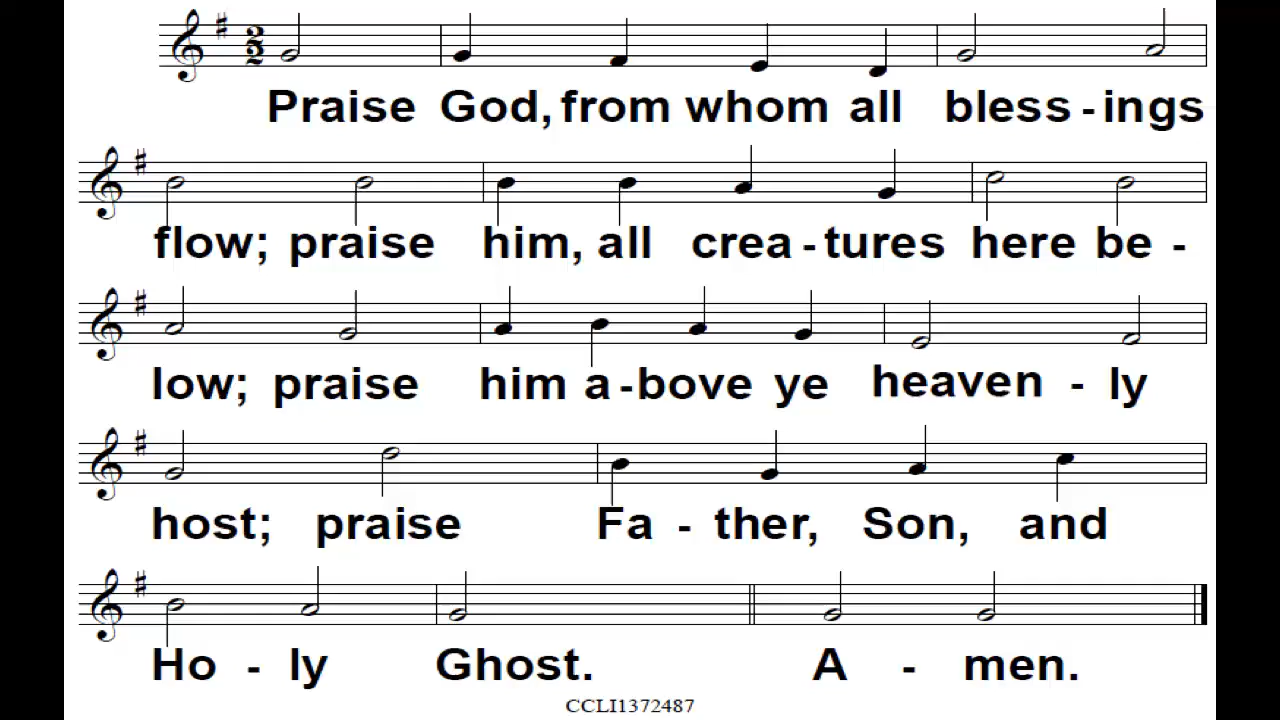 2
2
Praise God, from whom all bless - ings
flow; praise him, all crea - tures here be -
low; praise him a - bove ye heaven - ly
host; praise Fa - ther, Son, and
Ho - ly Ghost. A - men.
CCLI1372487